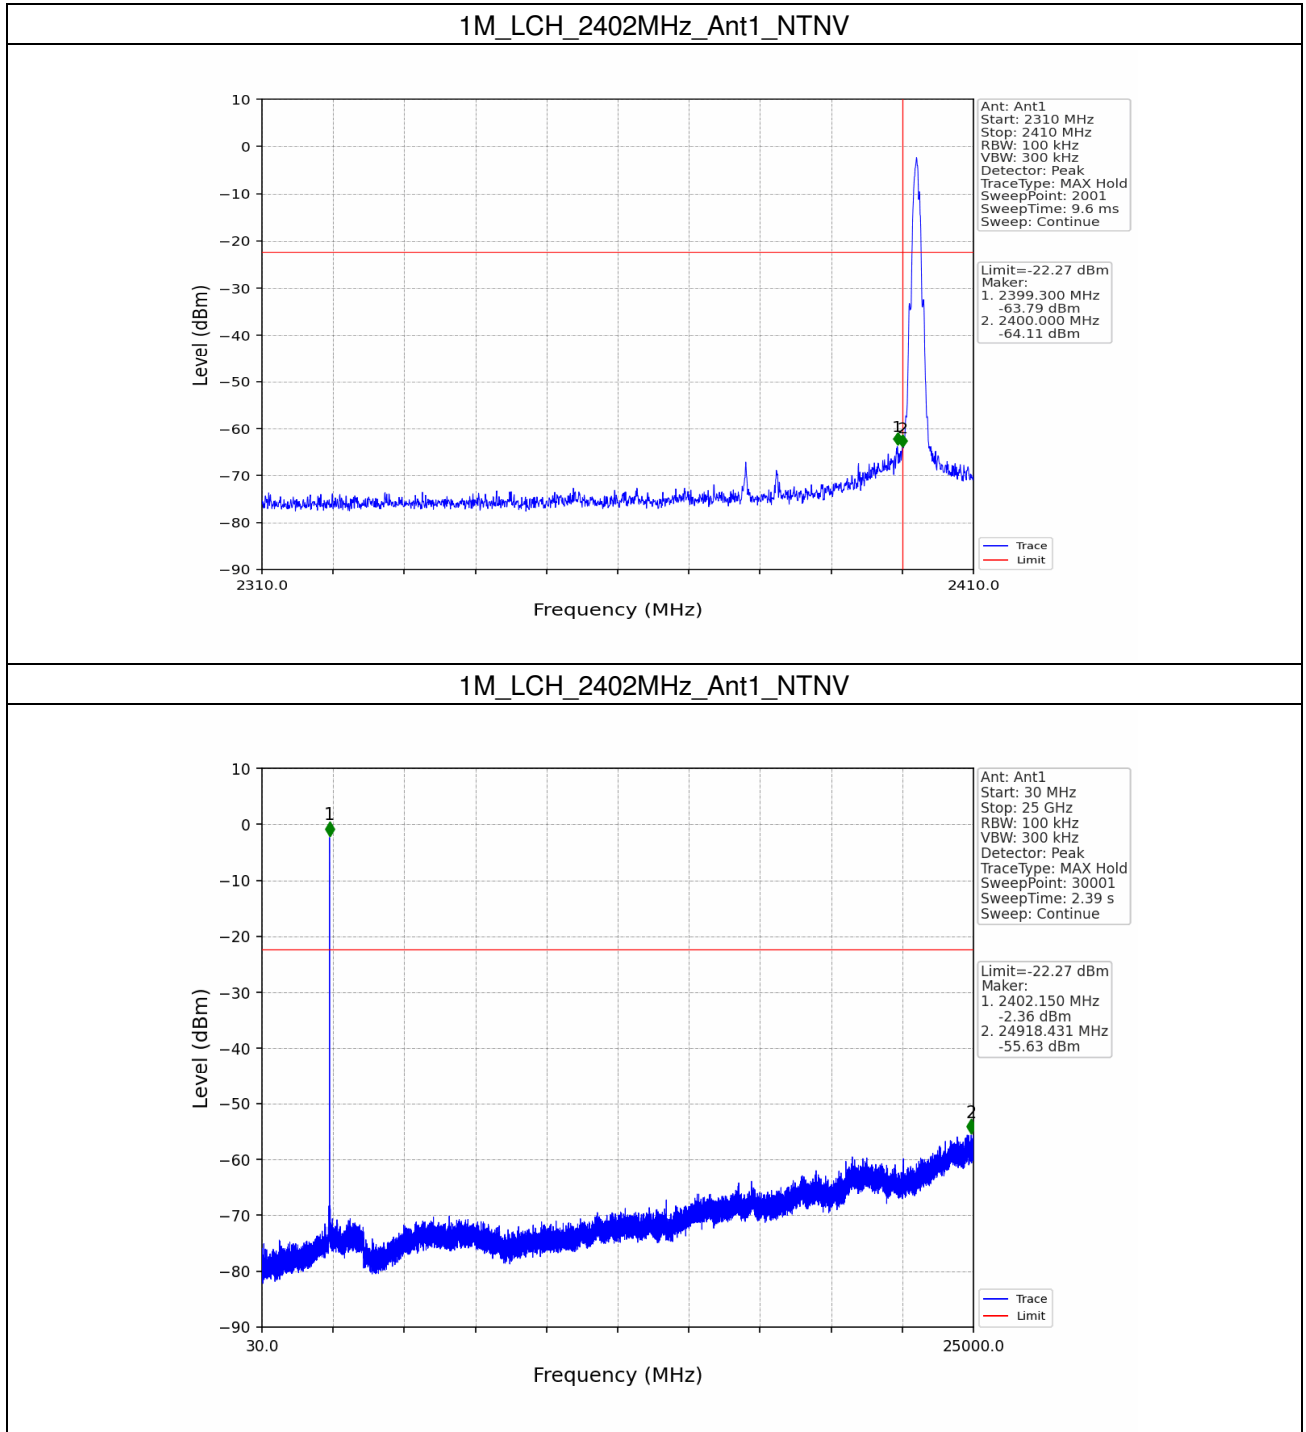 1M_LCH_2402MHz_Ant1_NTNV
10
0
−10
−20
−30
−40
−50
−60
−70
−80
−90
Level (dBm)
1
2
2310.0
2410.0
Frequency (MHz)
Ant: Ant1
Start: 2310 MHz
Stop: 2410 MHz
RBW: 100 kHz
VBW: 300 kHz
Detector: Peak
TraceType: MAX Hold
SweepPoint: 2001
SweepTime: 9.6 ms
Sweep: Continue
Limit=-22.27 dBm
Maker:
1. 2399.300 MHz
-63.79 dBm
2. 2400.000 MHz
-64.11 dBm
Trace
Limit
1M_LCH_2402MHz_Ant1_NTNV
10
0
−10
−20
−30
−40
−50
−60
−70
−80
−90
Level (dBm)
1
2
30.0
25000.0
Frequency (MHz)
Ant: Ant1
Start: 30 MHz
Stop: 25 GHz
RBW: 100 kHz
VBW: 300 kHz
Detector: Peak
TraceType: MAX Hold
SweepPoint: 30001
SweepTime: 2.39 s
Sweep: Continue
Limit=-22.27 dBm
Maker:
1. 2402.150 MHz
-2.36 dBm
2. 24918.431 MHz
-55.63 dBm
Trace
Limit